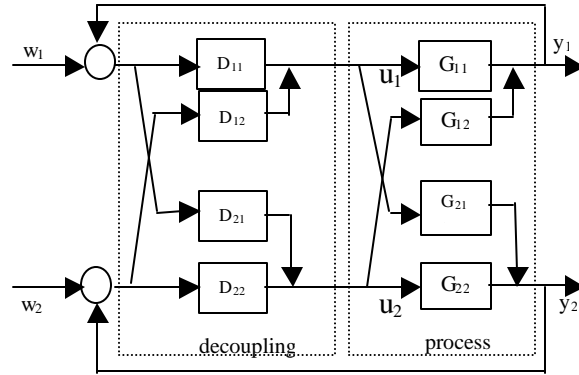 w1
D11
D12
D21
D22
decoupling
w2
u1
u2
G11
G12
G21
G22
process
y1
y2